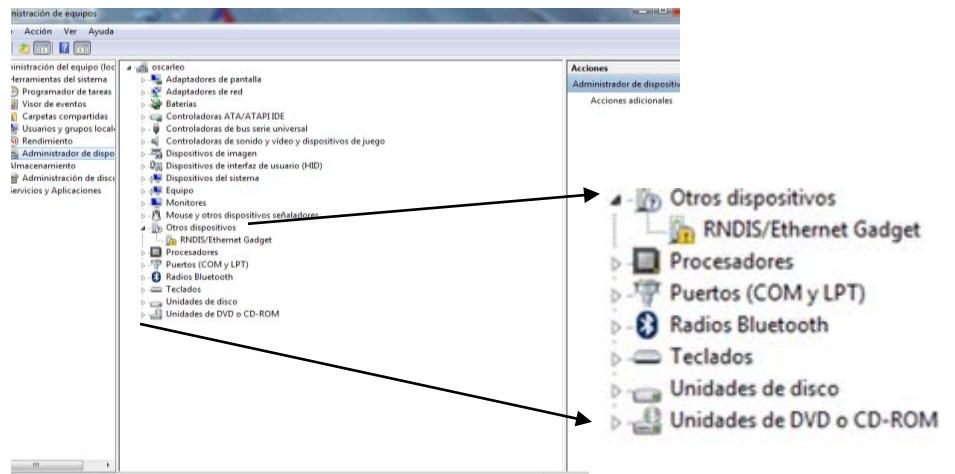 nistración de equipos
Acción Ver Ayuda
ministración del equipo (loc
Herramientas del sistema
Programador de tareas
Visor de eventos
Carpetas compartidas
Usuarios y grupos local
Rendimiento
Administrador de dispo
Almacenamiento
Administración de disc
Servicios y Aplicaciones
oscarleo
Adaptadores de pantalla
Adaptadores de red
Baterías
Controladoras ATA/ATAPI IDE
Controladoras de bus serie universal
Controladoras de sonido y vídeo y dispositivos de juego
Dispositivos de imagen
Dispositivos de interfaz de usuario (HID)
Dispositivos del sistema
Equipo
Monitores
Mouse y otros dispositivos señaladores
Otros dispositivos
RNDIS/Ethernet Gadget
Procesadores
Puertos (COM y LPT)
Radios Bluetooth
Teclados
Unidades de disco
Unidades de DVD o CD-ROM
Acciones
Administrador de dispositiv
Acciones adicionales
Otros dispositivos
RNDIS/Ethernet Gadget
Procesadores
Puertos (COM y LPT)
Radios Bluetooth
Teclados
Unidades de disco
Unidades de DVD o CD-ROM